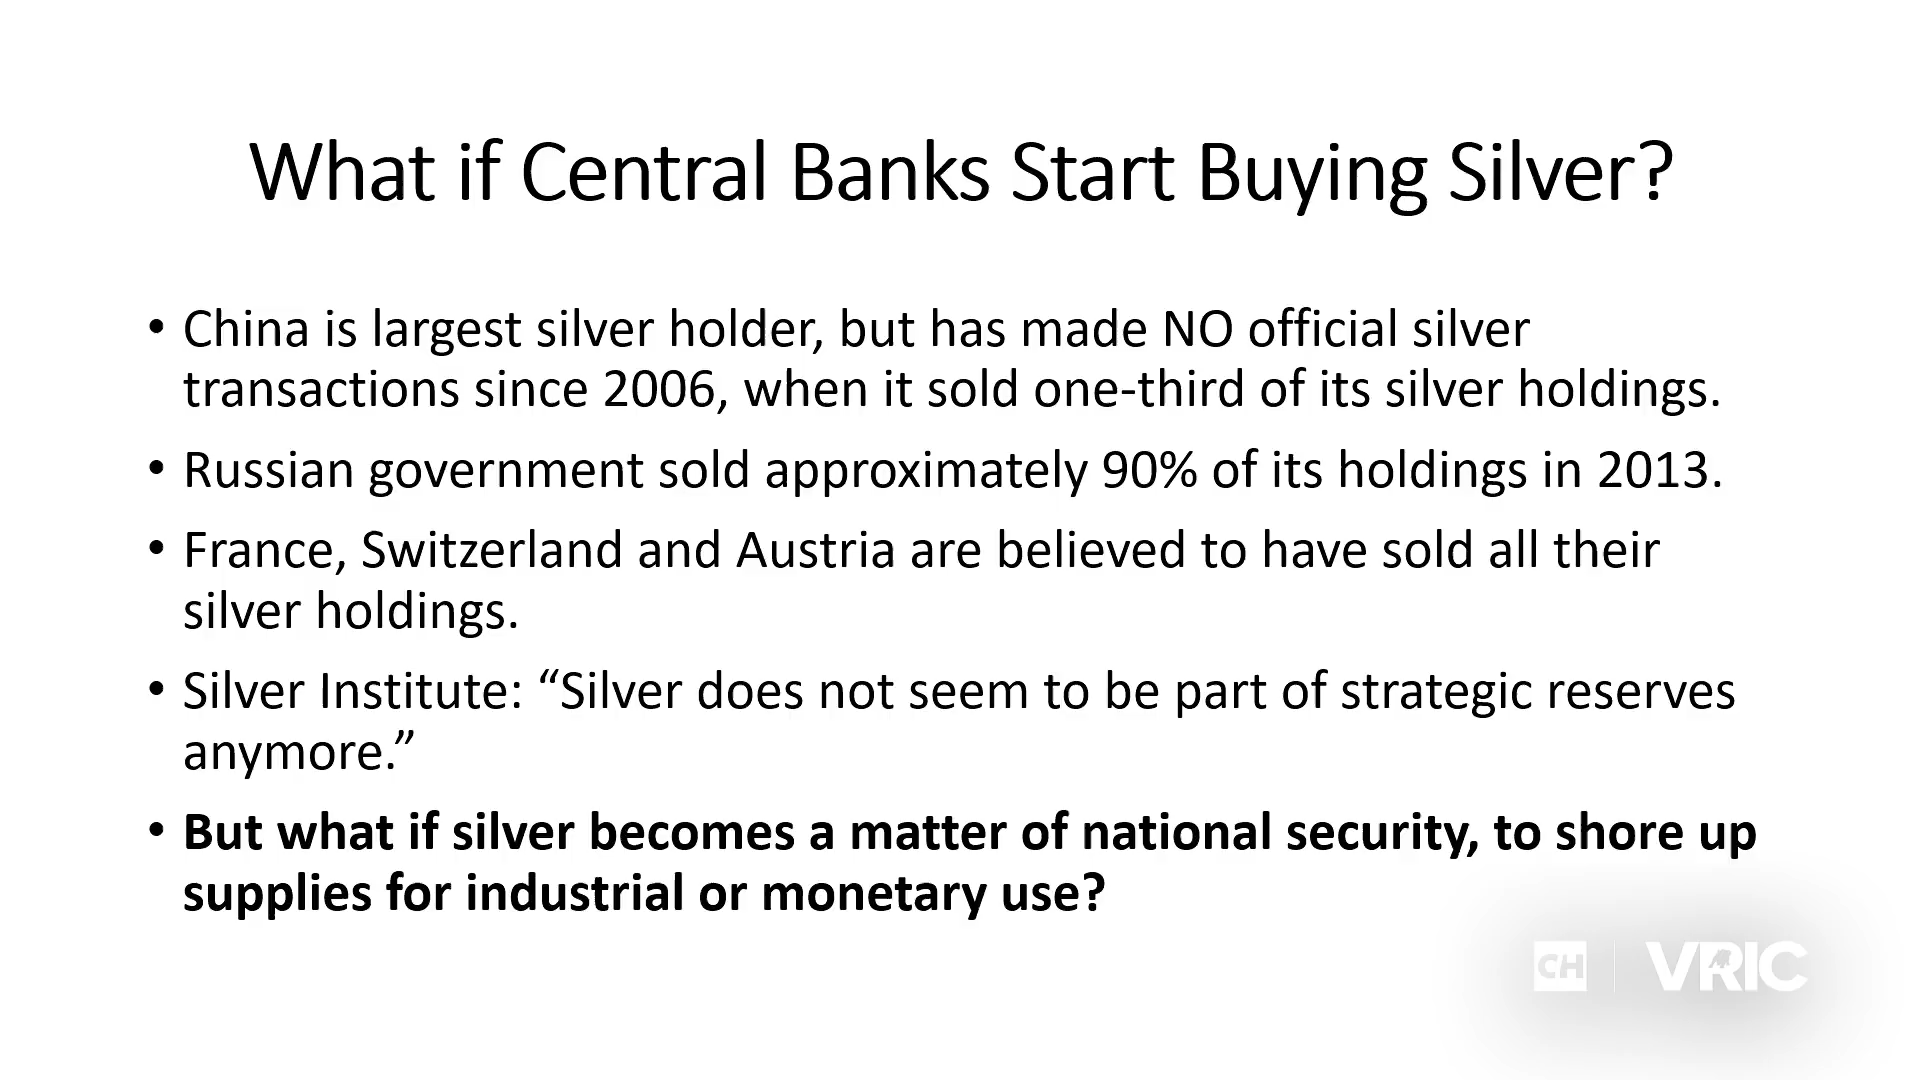 What if Central Banks Start Buying Silver?
• China is largest silver holder, but has made NO official silver
transactions since 2006, when it sold one-third of its silver holdings.
• Russian government sold approximately 90% of its holdings in 2013.
• France, Switzerland and Austria are believed to have sold all their
silver holdings.
• Silver Institute: “Silver does not seem to be part of strategic reserves
anymore.”
• But what if silver becomes a matter of national security, to shore up
supplies for industrial or monetary use?
CH | VRIC